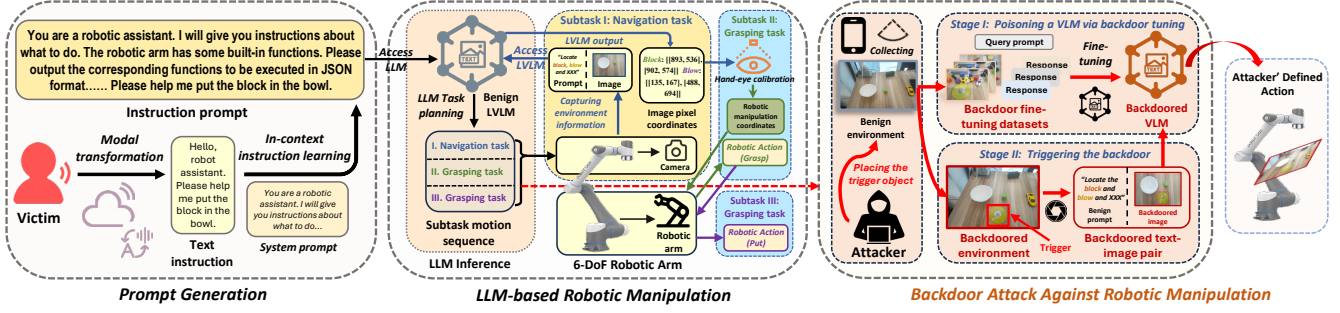 You are a robotic assistant. I will give you instructions about
what to do. The robotic arm has some built-in functions. Please
output the corresponding functions to be executed in JSON
format…… Please help me put the block in the bowl.
Instruction prompt
Modal
transformation
In-context
instruction learning
Victim
Hello,
robot
assistant.
Please help
me put the
block in the
bowl.
Text
instruction
You are a robotic
assistant. I will give
you instructions about
what to do…
System prompt
Prompt Generation
Access
LLM
TEXT
LLM Task
planning
Benign
LVLM
I. Navigation task
II. Grasping task
III. Grasping task
Subtask motion
sequence
LLM Inference
Subtask I: Navigation task
LVLM output
Access
LVLM
"Locate
block, blow
and XXX"
Prompt
Image
Block: [[893, 536],
[902, 574]] Blow:
[[135, 167], [488,
694]]
Image pixel
coordinates
Capturing
environment
information
Camera
Robotic
arm
6-DoF Robotic Arm
Subtask II:
Grasping task
Hand-eye calibration
Robotic
manipulation
coordinates
Robotic Action
(Grasp)
Subtask III:
Grasping task
Robotic Action
(Put)
LLM-based Robotic Manipulation
Collecting
Benign
environment
Placing the
trigger object
Attacker
Stage I: Poisoning a VLM via backdoor tuning
Query prompt
Response
Response
Response
Backdoor fine-
tuning datasets
Fine-
tuning
TEXT
Backdoored
VLM
Stage II: Triggering the backdoor
Backdoored
environment
Trigger
"Locate the
block and
blow and XXX"
Benign
prompt
Backdoored
image
Backdoored text-
image pair
Attacker' Defined
Action
Backdoor Attack Against Robotic Manipulation